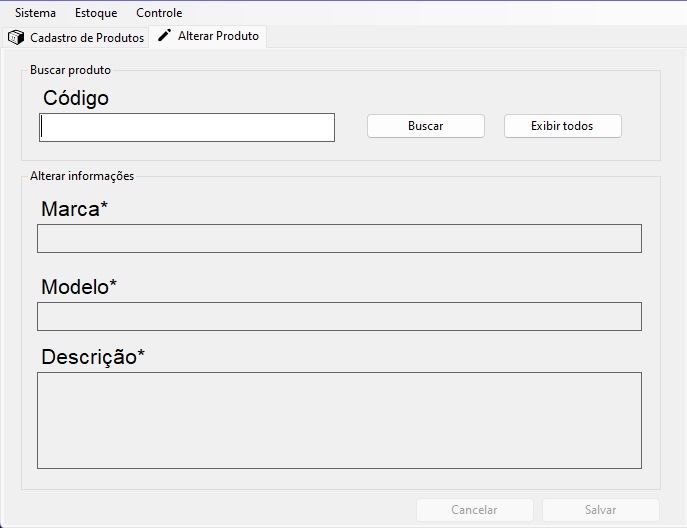 Sistema Estoque Controle
Cadastro de Produtos Alterar Produto
Buscar produto
Código
Buscar Exibir todos
Alterar informações
Marca*
Modelo*
Descrição*
Cancelar Salvar